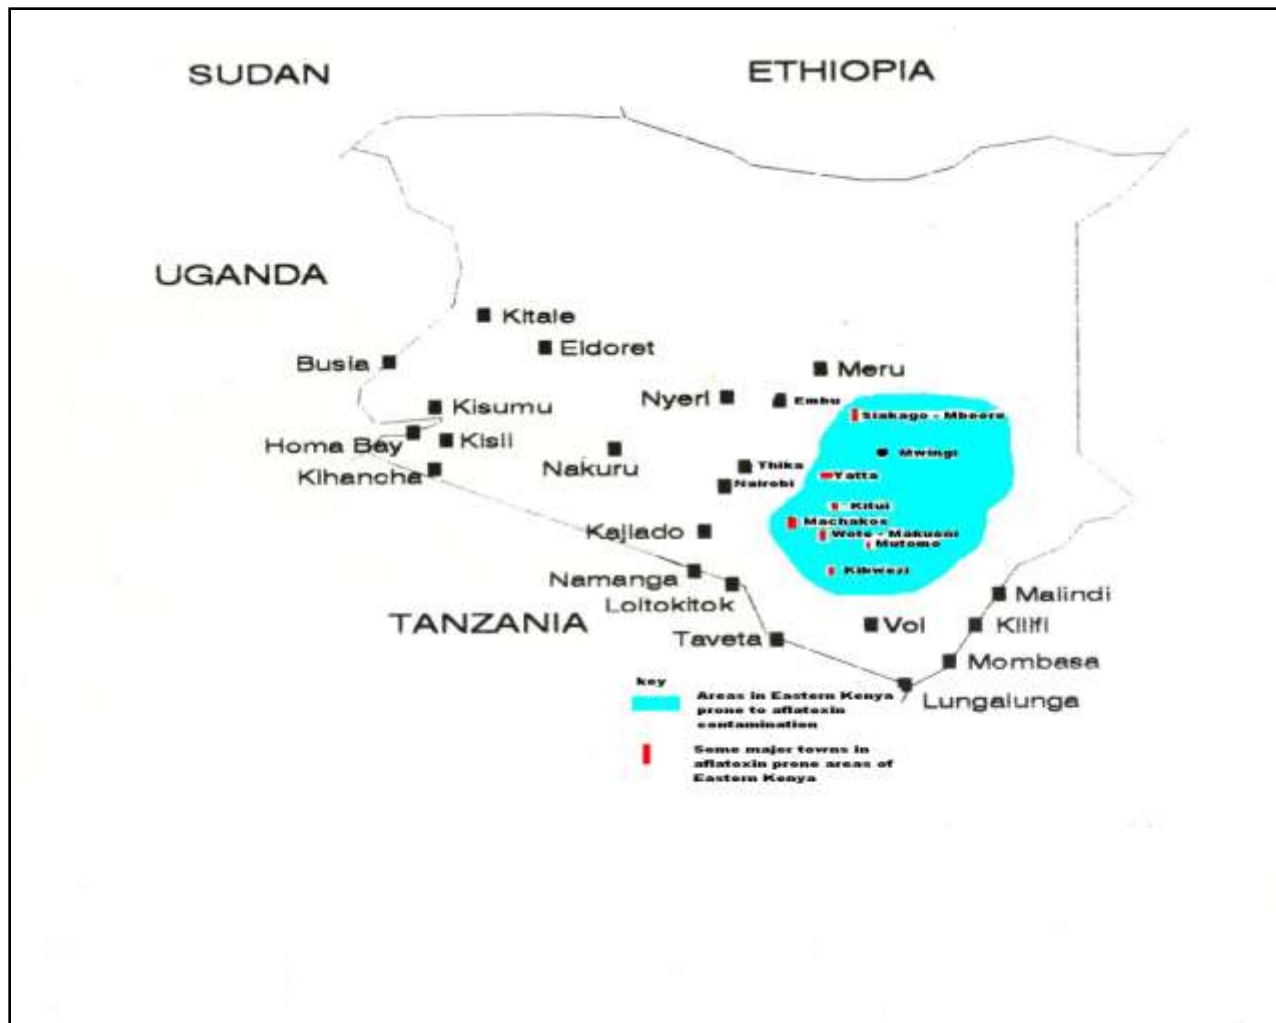 SUDAN
ETHIOPIA
UGANDA
Kitale
Eldoret
Busia
Meru
Nyeri
Embu
Kisumu
Siakago - Mbeere
Homa Bay
Kisii
Nakuru
Mwingi
Thika
Yatta
Kihancha
Nairobi
Kitui
Machakos
Kajiado
Wote - Makueni
Mutomo
Namanga
Kibwezi
Loitokitok
Malindi
TANZANIA
Voi
Kilifi
Taveta
Mombasa
Lungalunga
key
Areas in Eastern Kenya
prone to aflatoxin
contamination
Some major towns in
aflatoxin prone areas of
Eastern Kenya